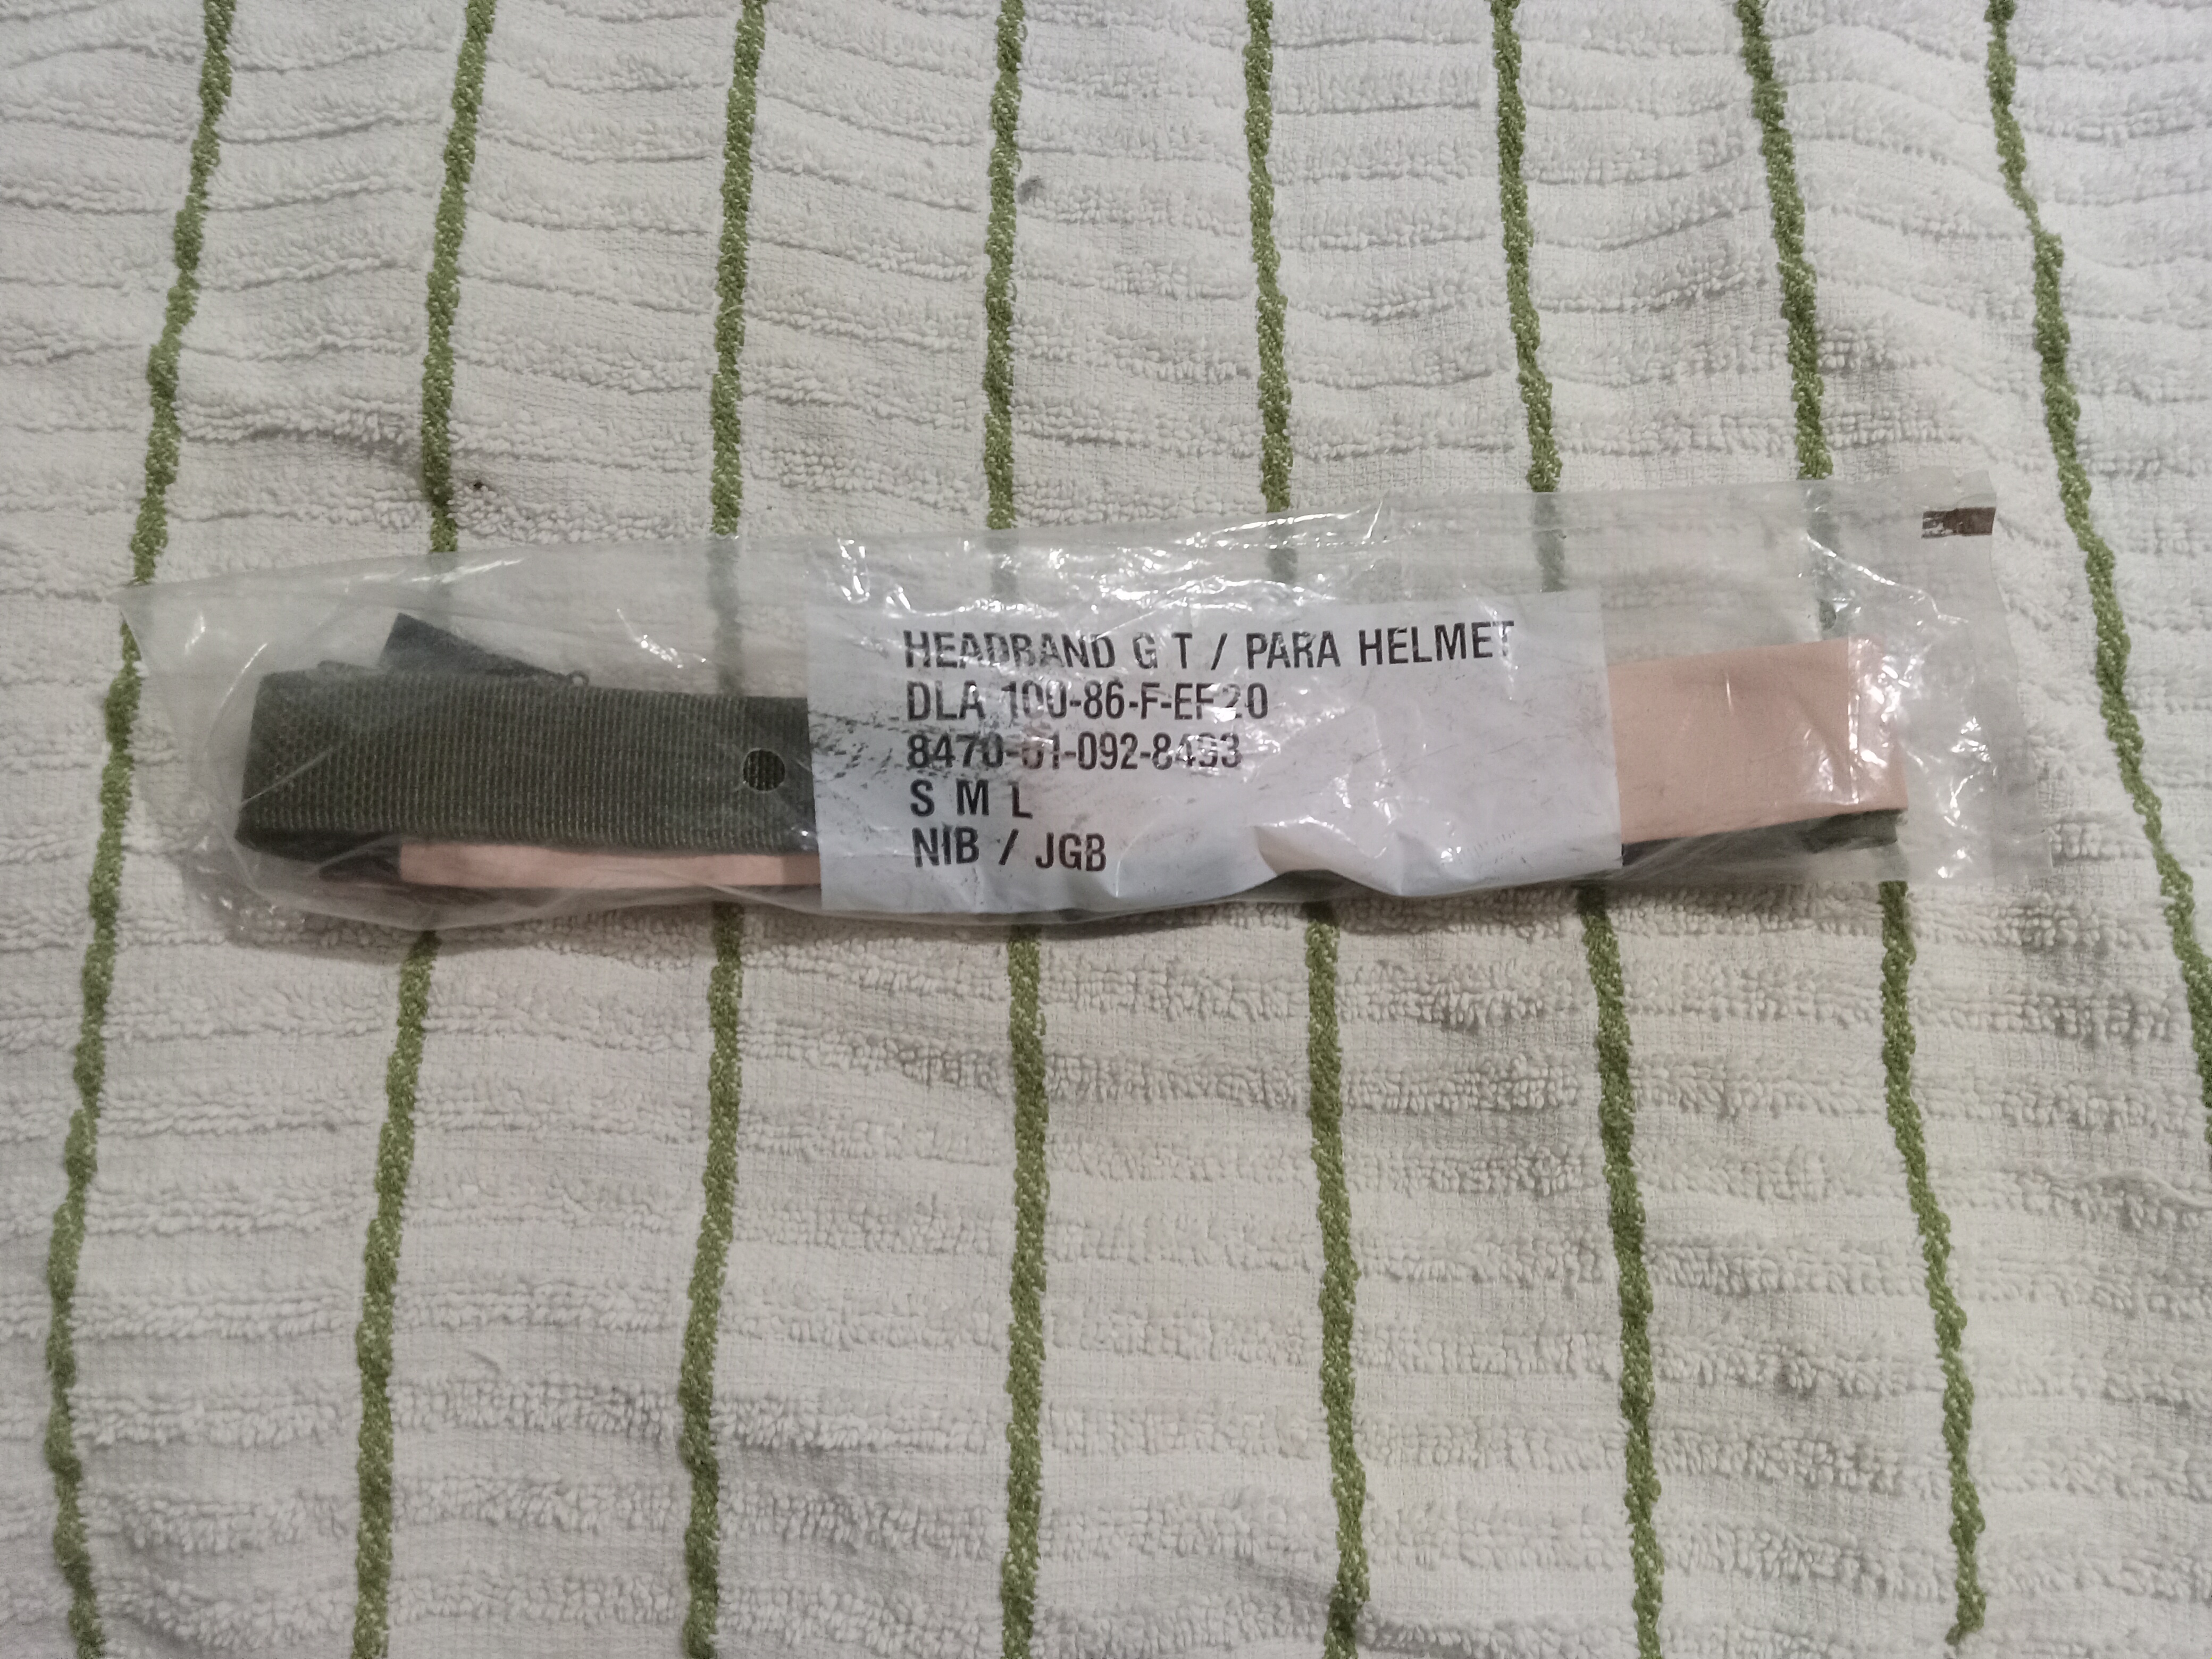 HEADBAND G T / PARA HELMET
DLA 100-86-F-EF20
8470-01-092-8493
S M L
NIB / JGB